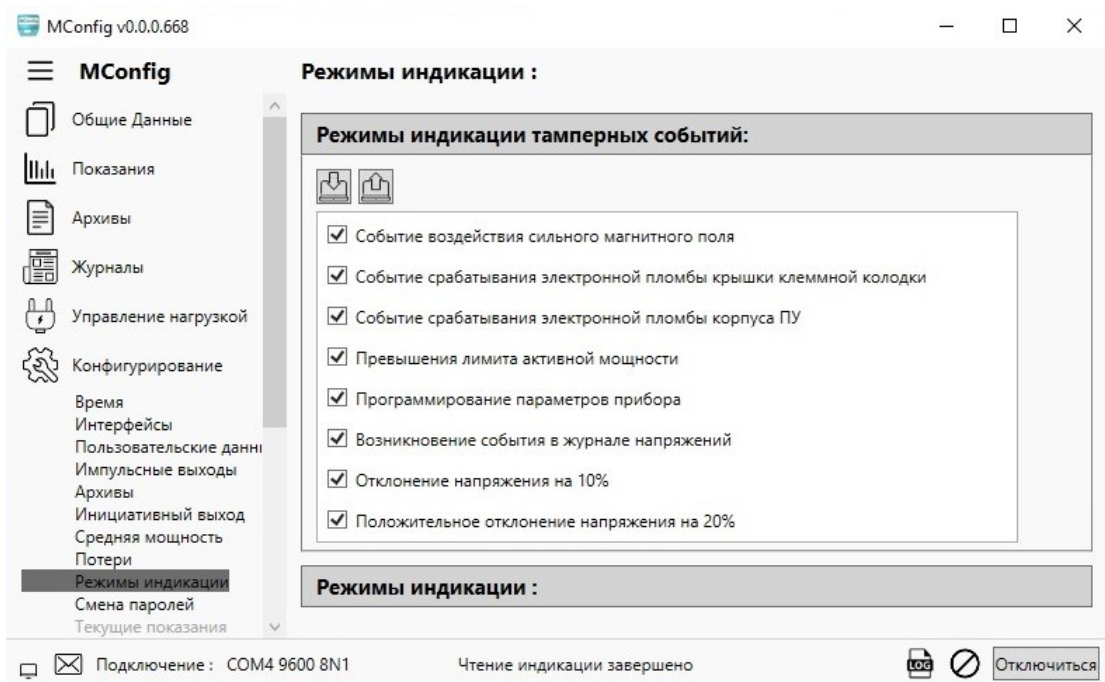 MConfig v0.0.0.668
MConfig
Режимы индикации :
Общие Данные
Показания
Архивы
Журналы
Управление нагрузкой
Конфигурирование
Время
Интерфейсы
Пользовательские данн
Импульсные выходы
Архивы
Инициативный выход
Средняя мощность
Потери
Режимы индикации
Смена паролей
Текущие показания
Режимы индикации тамперных событий:
Событие воздействия сильного магнитного поля
Событие срабатывания электронной пломбы крышки клеммной колодки
Событие срабатывания электронной пломбы корпуса ПУ
Превышения лимита активной мощности
Программирование параметров прибора
Возникновение события в журнале напряжений
Отклонение напряжения на 10%
Положительное отклонение напряжения на 20%
Режимы индикации :
Подключение : COM4 9600 8N1
Чтение индикации завершено
LOG
Отключиться